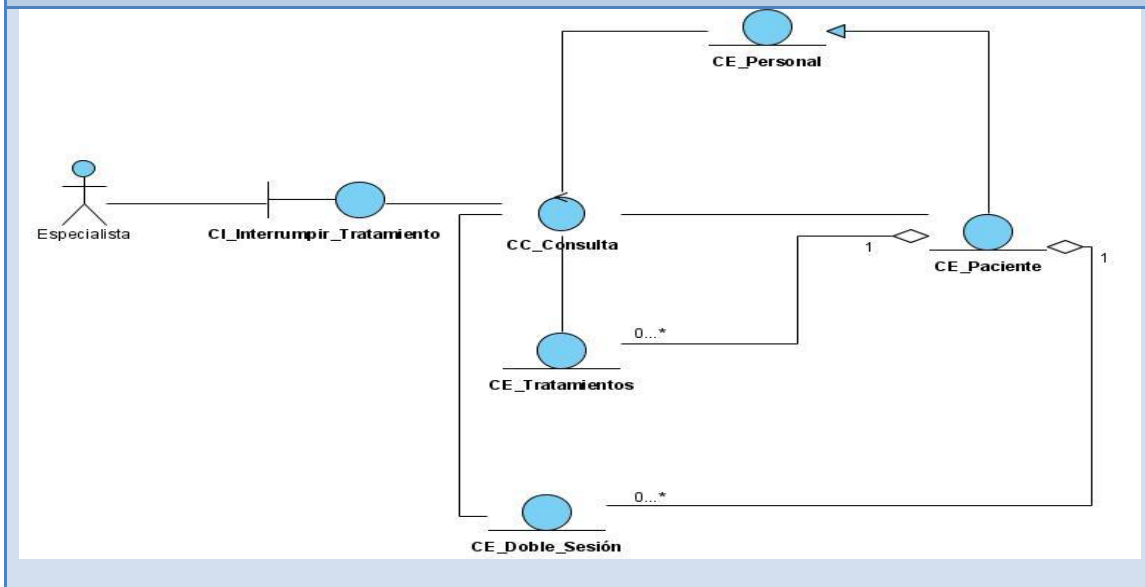 CE_Personal
Especialista
CI_Interrumpir_Tratamiento
CC_Consulta
1
CE_Paciente
1
0...*
CE_Tratamientos
0...*
CE_Doble_Sesión